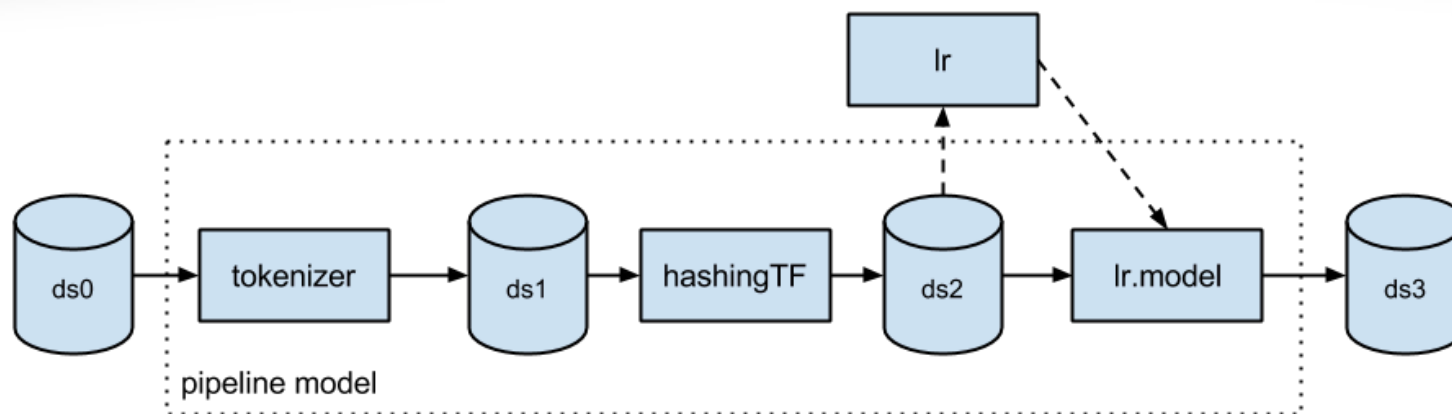 lr
ds0
tokenizer
ds1
hashingTF
ds2
lr.model
ds3
pipeline model